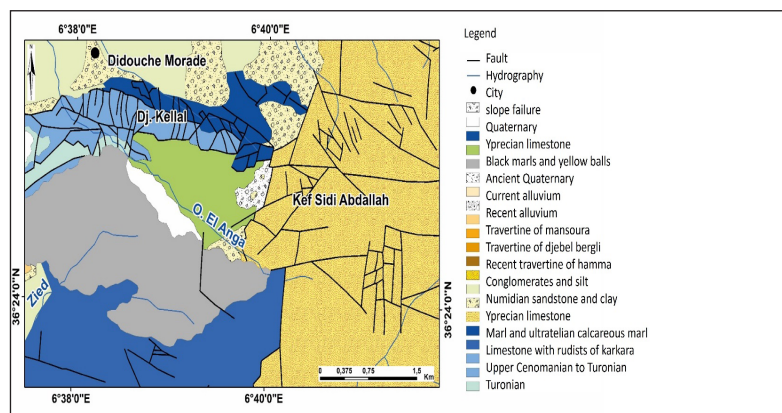 6°38'0"E 6°40'0"E
N
Didouche Morade
Dj. Kellal
Kef Sidi Abdallah
O. El Anga
Zied
36°24'0"N
36°24'0"N
0 0,375 0,75 1,5
Km
6°38'0"E 6°40'0"E
Legend
Fault
Hydrography
City
slope failure
Quaternary
Yprecian limestone
Black marls and yellow balls
Ancient Quaternary
Current alluvium
Recent alluvium
Travertine of mansoura
Travertine of djebel bergli
Recent travertine of hamma
Conglomerates and silt
Numidian sandstone and clay
Yprecian limestone
Marl and ultratelian calcareous marl
Limestone with rudists of karkara
Upper Cenomanian to Turonian
Turonian